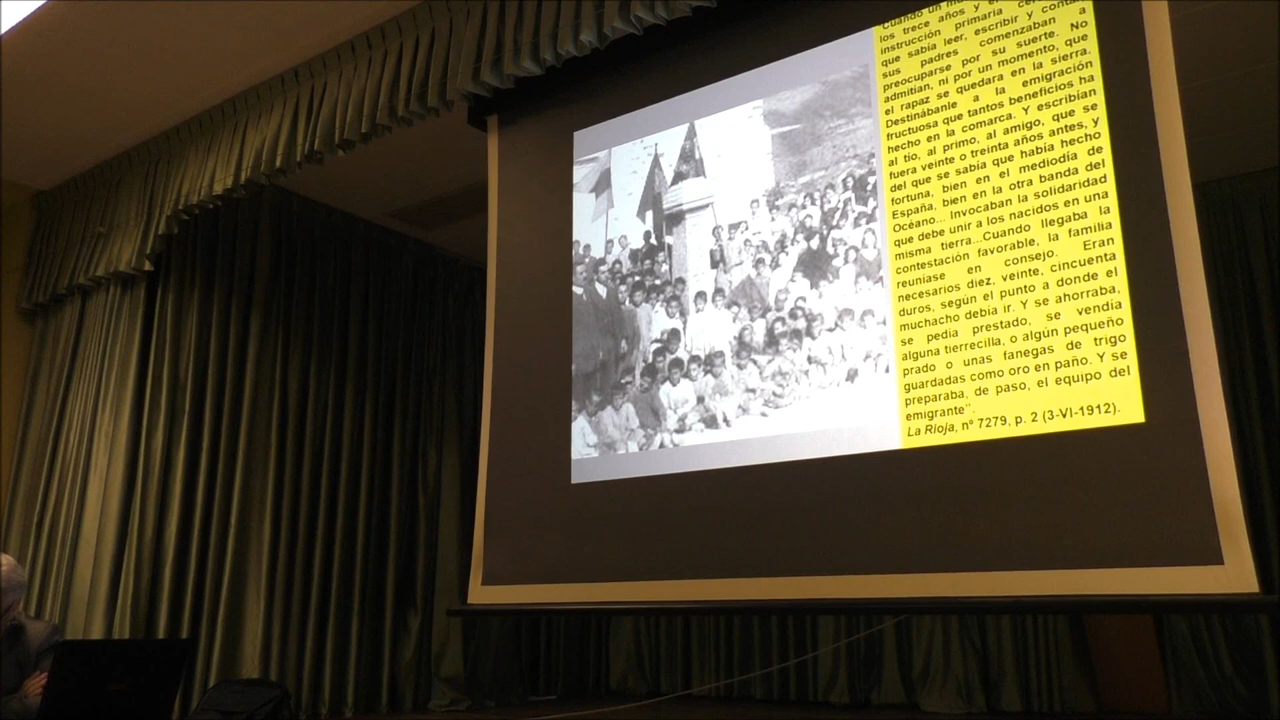 "Cuando un
los trece años y
instrucción primaria
que sabía leer, escribir y
sus padres comenzaban a
preocuparse por su suerte. No
admitían, ni por un momento, que
el rapaz se quedara en la sierra.
Destinábanle a la emigración
fructuosa que tantos beneficios ha
hecho en la comarca. Y escribían
al tío, al primo, al amigo, que se
fuera veinte o treinta años antes, y
del que se sabía que había hecho
fortuna, bien en el mediodía de
España, bien en la otra banda del
Océano... Invocaban la solidaridad
que debe unir a los nacidos en una
misma tierra...Cuando llegaba la
contestación favorable, la familia
reuníase en consejo. Eran
necesarios diez, veinte, cincuenta
duros, según el punto a donde el
muchacho debía ir. Y se ahorraba,
se pedía prestado, se vendía
alguna tierrecilla, o algún pequeño
prado o unas fanegas de trigo
guardadas como oro en paño. Y se
preparaba, de paso, el equipo del
emigrante".
La Rioja, nº 7279, p. 2 (3-VI-1912).